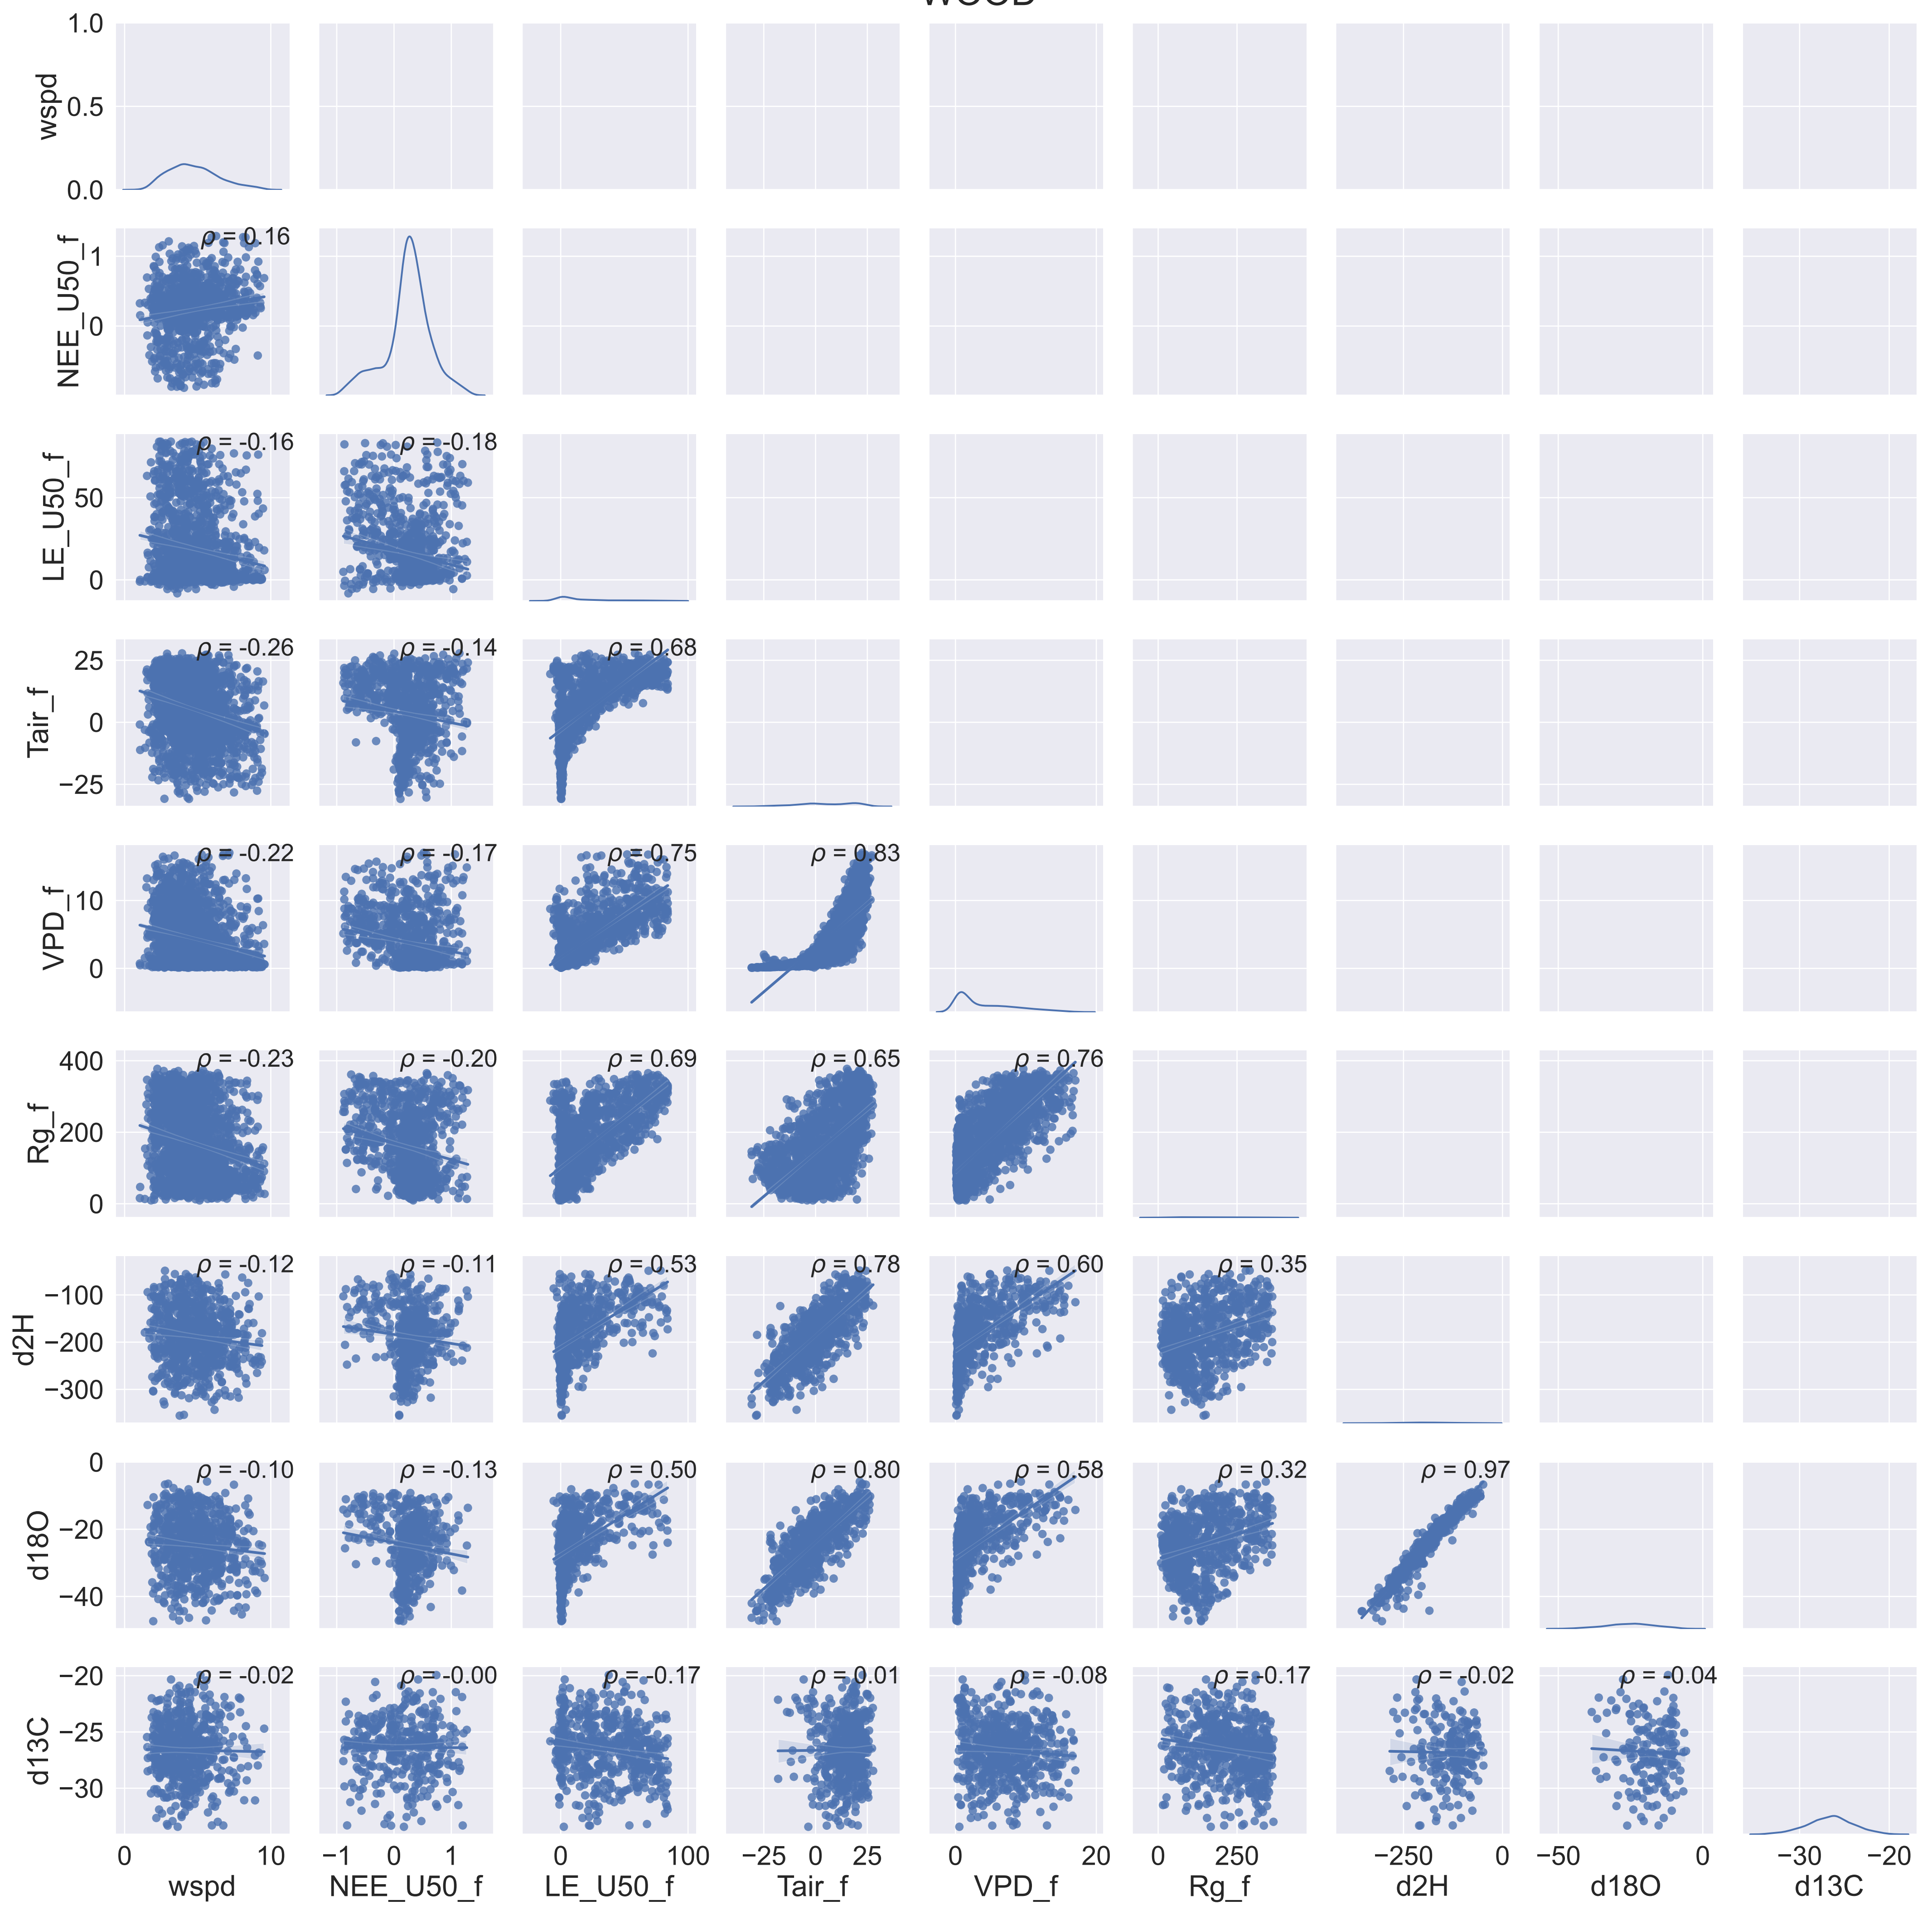 WOOD
1.0
wspd
0.5
0.0
ρ = 0.16
NEE_U50_f
1
0
ρ = -0.16 ρ = -0.18
LE_U50_f
50
0
ρ = -0.26 ρ = -0.14 ρ = 0.68
Tair_f
25
0
−25
ρ = -0.22 ρ = -0.17 ρ = 0.75 ρ = 0.83
VPD_f
10
0
ρ = -0.23 ρ = -0.20 ρ = 0.69 ρ = 0.65 ρ = 0.76
Rg_f
400
200
0
ρ = -0.12 ρ = -0.11 ρ = 0.53 ρ = 0.78 ρ = 0.60 ρ = 0.35
d2H
−100
−200
−300
ρ = -0.10 ρ = -0.13 ρ = 0.50 ρ = 0.80 ρ = 0.58 ρ = 0.32 ρ = 0.97
d18O
0
−20
−40
ρ = -0.02 ρ = -0.00 ρ = -0.17 ρ = 0.01 ρ = -0.08 ρ = -0.17 ρ = -0.02 ρ = -0.04
d13C
−20
−25
−30
0 10 −1 0 1 0 100 −25 0 25 0 20 0 250 −250 0 −50 0 −30 −20
wspd NEE_U50_f LE_U50_f Tair_f VPD_f Rg_f d2H d18O d13C